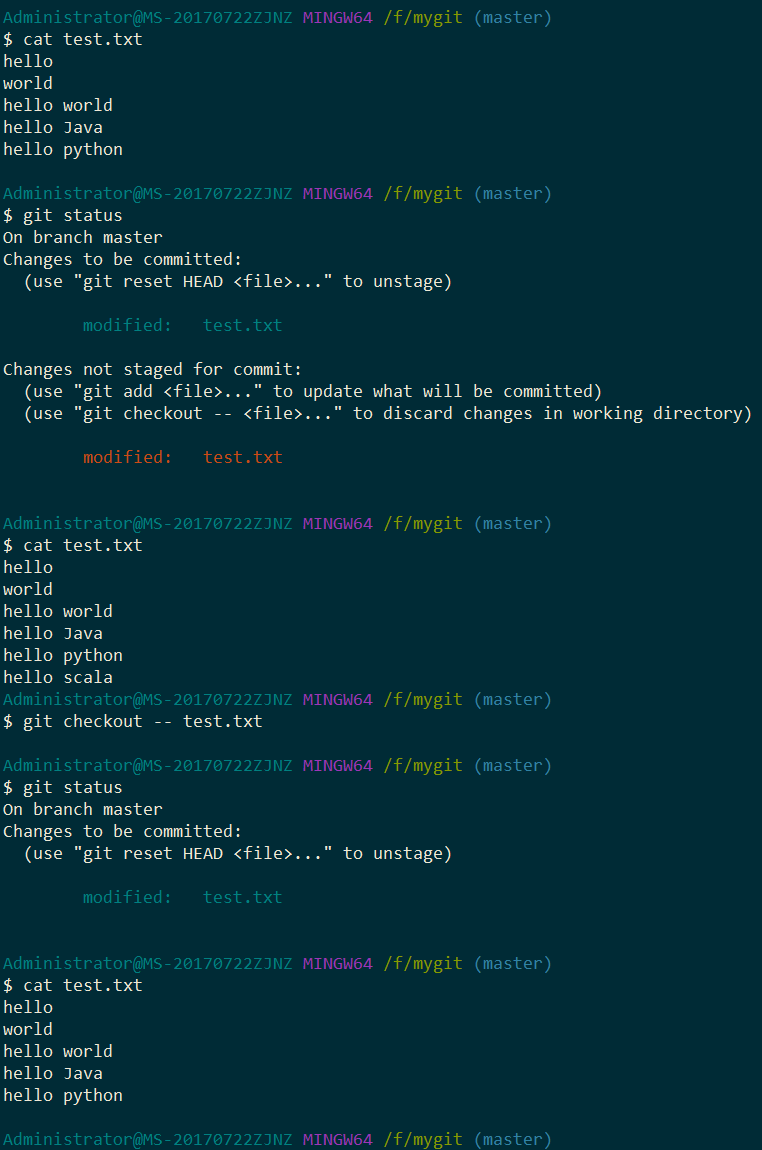 Administrator@MS-20170722ZJNZ MINGW64 /f/mygit (master)
$ cat test.txt
hello
world
hello world
hello Java
hello python
Administrator@MS-20170722ZJNZ MINGW64 /f/mygit (master)
$ git status
On branch master
Changes to be committed:
  (use "git reset HEAD <file>..." to unstage)
        modified:   test.txt
Changes not staged for commit:
  (use "git add <file>..." to update what will be committed)
  (use "git checkout -- <file>..." to discard changes in working directory)
        modified:   test.txt
Administrator@MS-20170722ZJNZ MINGW64 /f/mygit (master)
$ cat test.txt
hello
world
hello world
hello Java
hello python
hello scala
Administrator@MS-20170722ZJNZ MINGW64 /f/mygit (master)
$ git checkout -- test.txt
Administrator@MS-20170722ZJNZ MINGW64 /f/mygit (master)
$ git status
On branch master
Changes to be committed:
  (use "git reset HEAD <file>..." to unstage)
        modified:   test.txt
Administrator@MS-20170722ZJNZ MINGW64 /f/mygit (master)
$ cat test.txt
hello
world
hello world
hello Java
hello python
Administrator@MS-20170722ZJNZ MINGW64 /f/mygit (master)